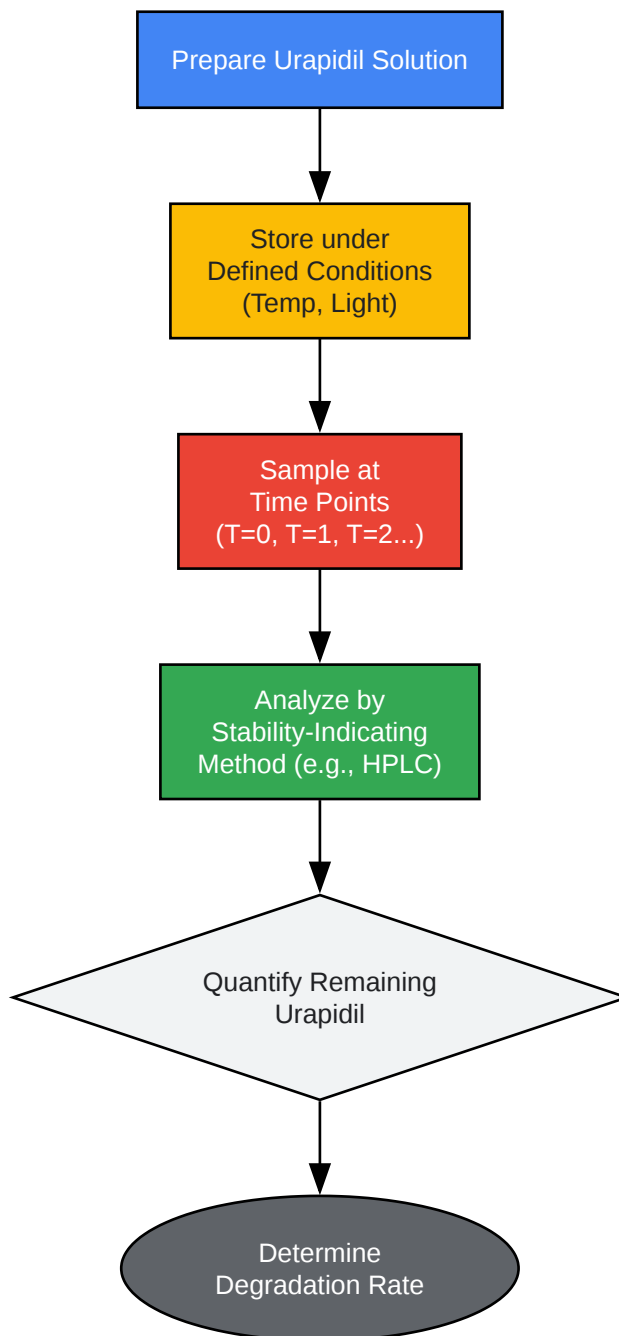 Prepare Urapidil Solution
Store under
Defined Conditions
(Temp, Light)
Sample at
Time Points
(T=0, T=1, T=2...)
Analyze by
Stability-Indicating
Method (e.g., HPLC)
Quantify Remaining
Urapidil
Determine
Degradation Rate